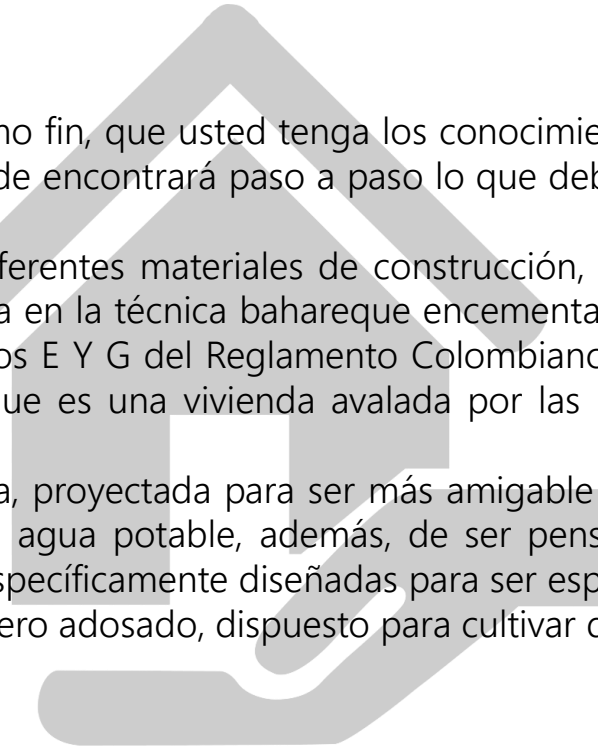 no fin, que usted tenga los conocimie
de encontrará paso a paso lo que deb
ferentes materiales de construcción,
a en la técnica bahareque encementa
os E Y G del Reglamento Colombiano
ue es una vivienda avalada por las
a, proyectada para ser más amigable
agua potable, además, de ser pens
specíficamente diseñadas para ser esp
ero adosado, dispuesto para cultivar